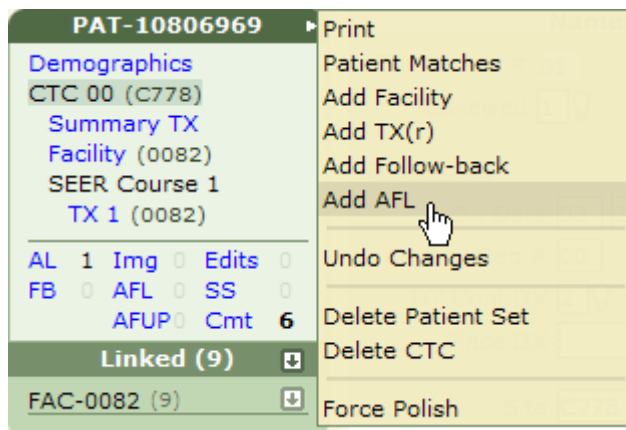 PAT-10806969
Demographics
CTC 00 (C778)
Summary TX
Facility (0082)
SEER Course 1
TX 1 (0082)
AL 1 Img 0 Edits 0
FB 0 AFL 0 SS 0
AFUP 0 Cmt 6
Linked (9)
FAC-0082 (9)
Print
Patient Matches
Add Facility
Add TX(r)
Add Follow-back
Add AFL
Undo Changes
Delete Patient Set
Delete CTC
Force Polish